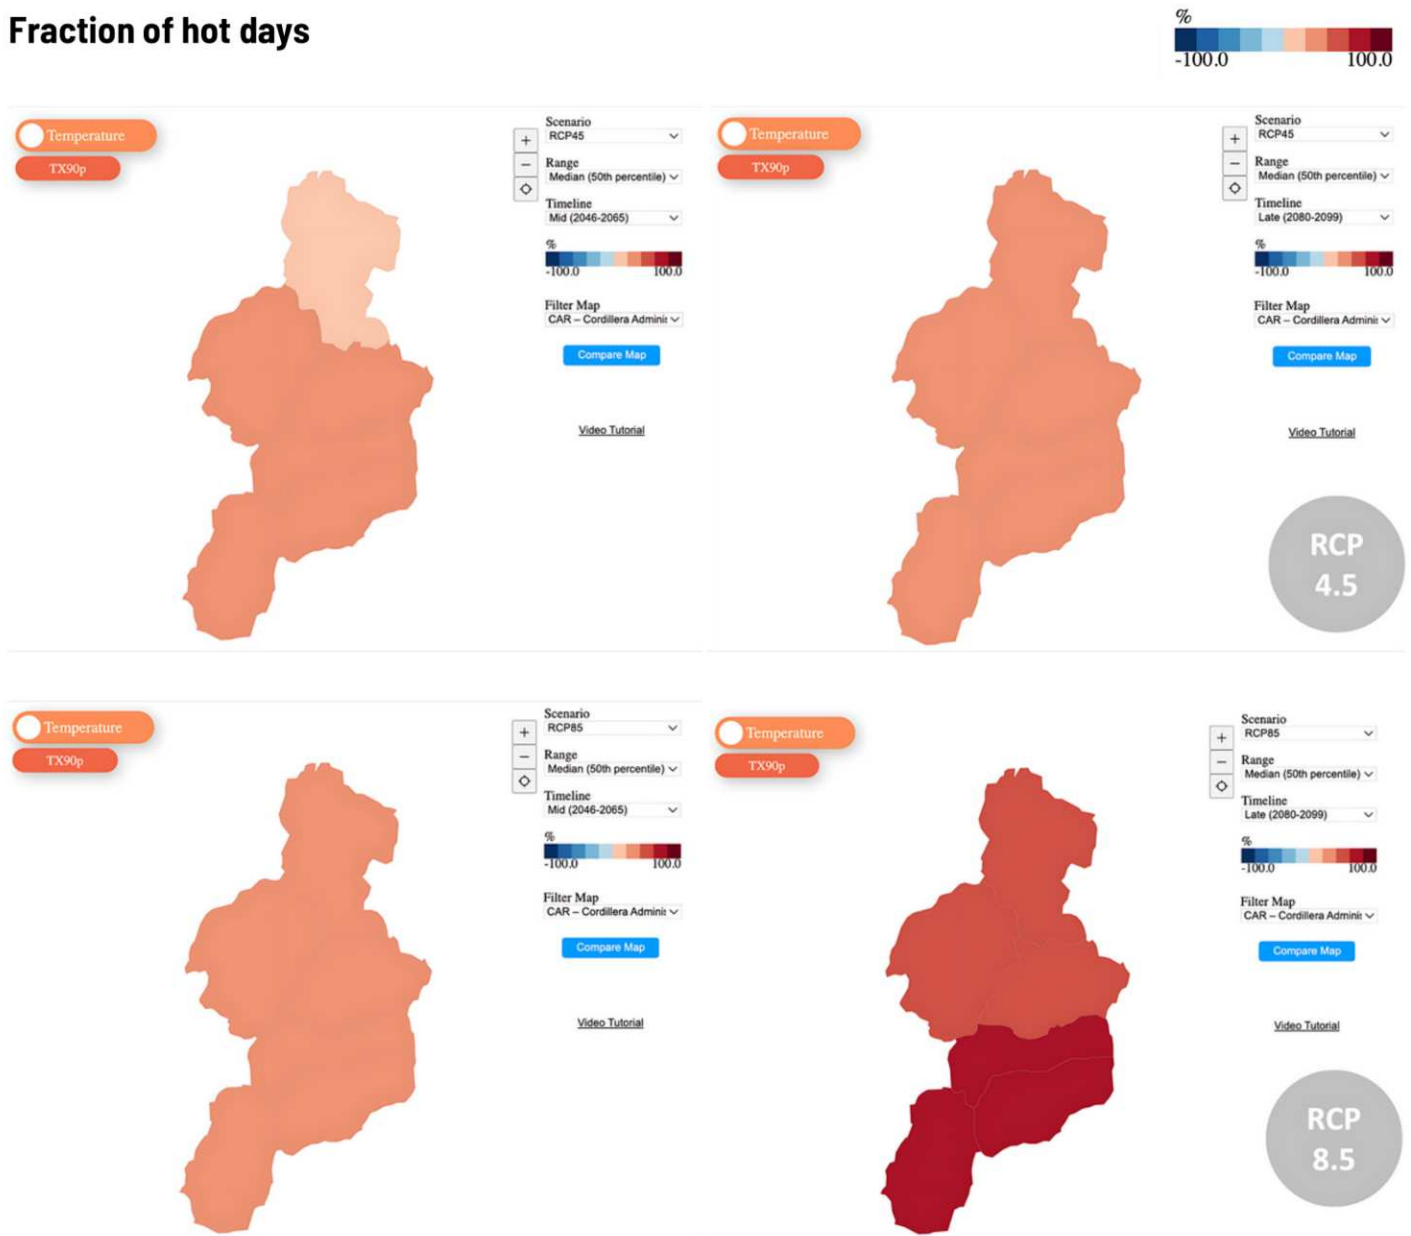 Fraction of hot days
%
-100.0 100.0
Temperature
TX90p
+
−
Scenario
RCP45
Range
Median (50th percentile)
Timeline
Mid (2046-2065)
%
-100.0 100.0
Filter Map
CAR – Cordillera Adminis
Compare Map
Video Tutorial
Temperature
TX90p
+
−
Scenario
RCP45
Range
Median (50th percentile)
Timeline
Late (2080-2099)
%
-100.0 100.0
Filter Map
CAR – Cordillera Adminis
Compare Map
Video Tutorial
RCP
4.5
Temperature
TX90p
+
−
Scenario
RCP85
Range
Median (50th percentile)
Timeline
Mid (2046-2065)
%
-100.0 100.0
Filter Map
CAR – Cordillera Adminis
Compare Map
Video Tutorial
Temperature
TX90p
+
−
Scenario
RCP85
Range
Median (50th percentile)
Timeline
Late (2080-2099)
%
-100.0 100.0
Filter Map
CAR – Cordillera Adminis
Compare Map
Video Tutorial
RCP
8.5